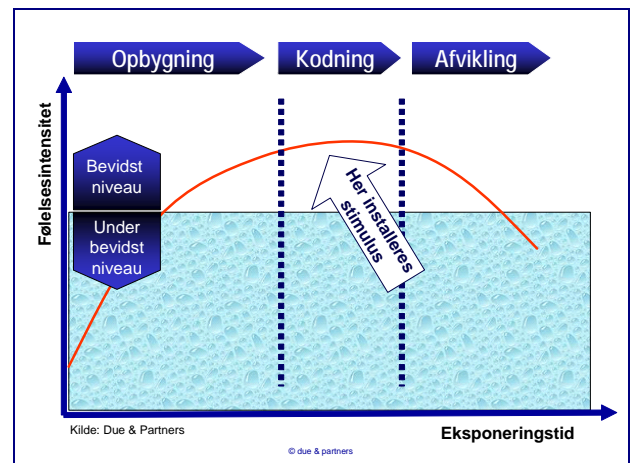 Opbygning
Kodning
Afvikling
Følelsesintensitet
Bevidst
niveau
Under
bevidst
niveau
Her installeres
stimulus
Kilde: Due & Partners
Eksponeringstid
© due & partners